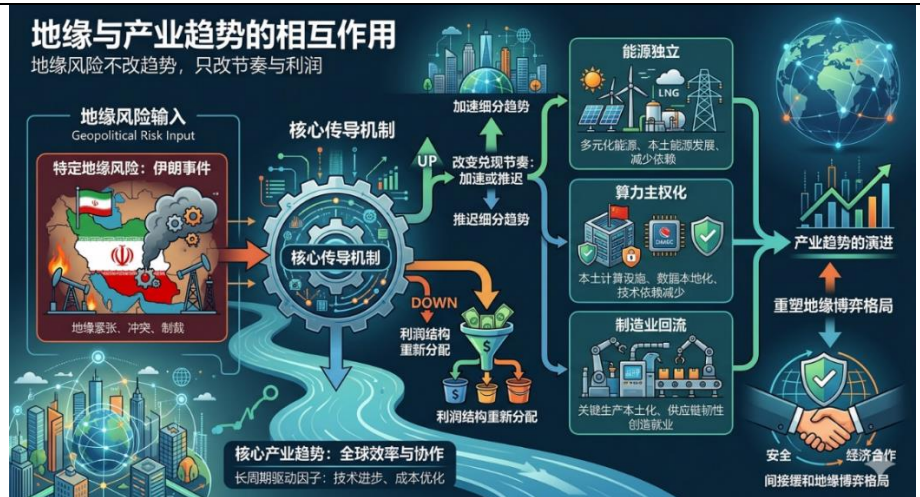 地缘与产业趋势的相互作用
地缘风险不改趋势，只改节奏与利润
地缘风险输入
Geopolitical Risk Input
特定地缘风险：伊朗事件
地缘紧张、冲突、制裁
核心传导机制
核心传导机制
UP
DOWN
利润结构
重新分配
加速细分趋势
改变兑现节奏：
加速或推迟
推迟细分趋势
$
$
$
$
利润结构重新分配
能源独立
LNG
多元化能源、本土能源发展、
减少依赖
算力主权化
本土计算设施、数据本地化、
技术依赖减少
制造业回流
关键生产本土化、供应链韧性
创造就业
产业趋势的演进
重塑地缘博弈格局
安全
经济合作
间接缓和地缘博弈格局
核心产业趋势：全球效率与协作
长周期驱动因子：技术进步、成本优化